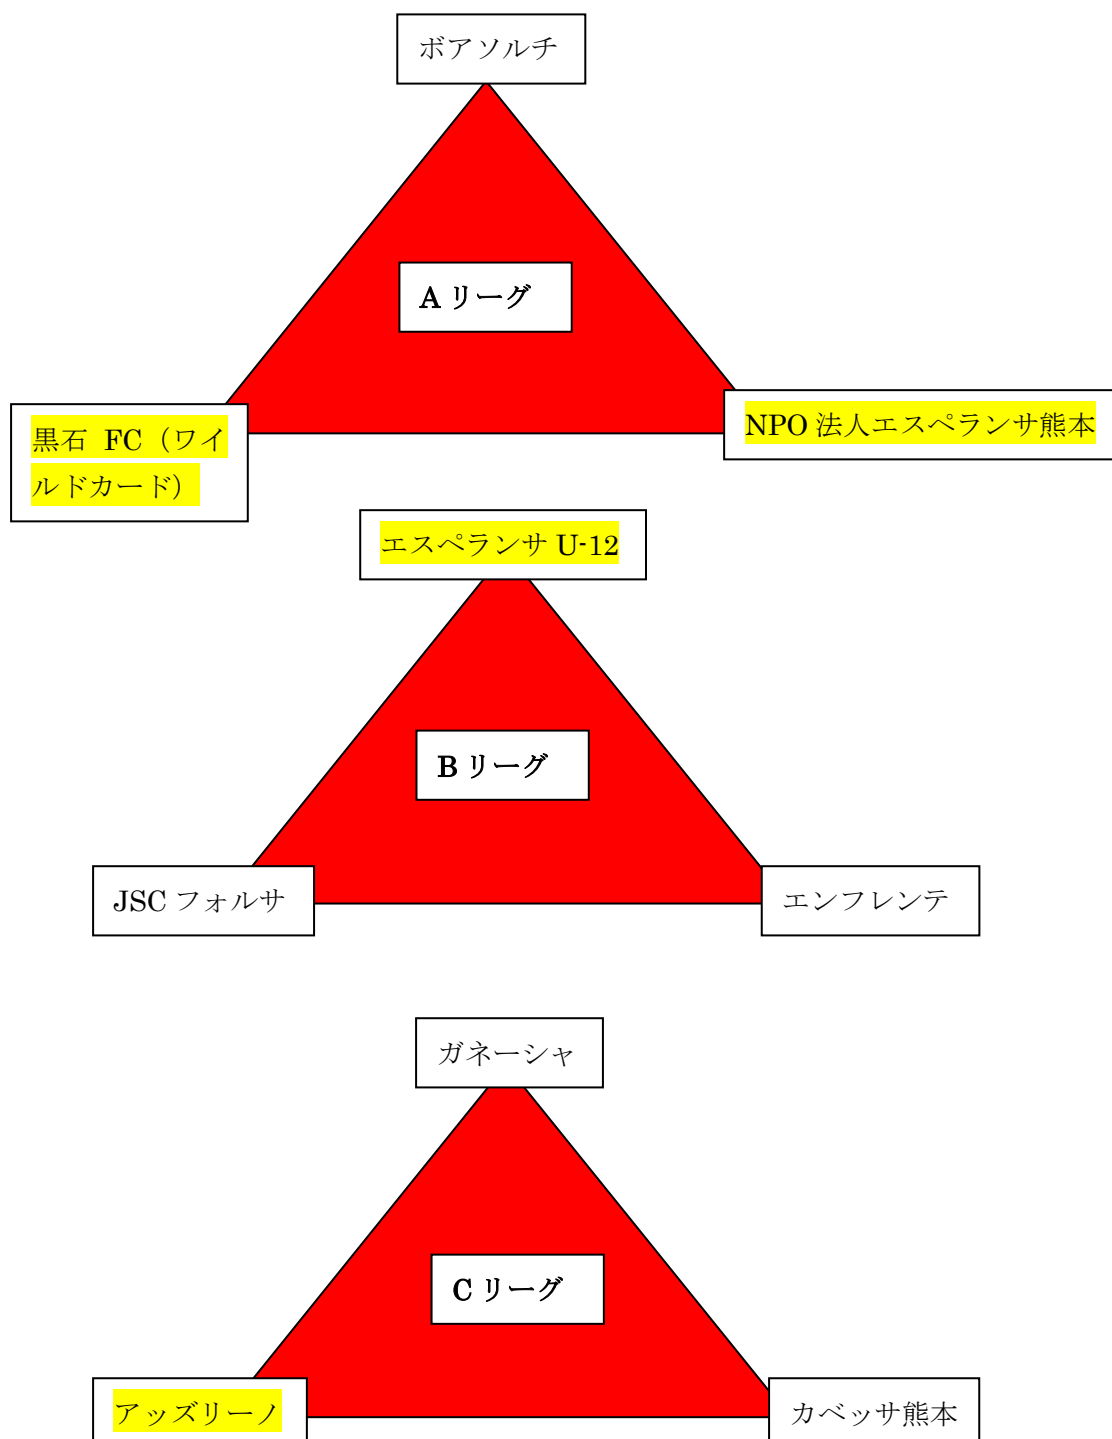 ボアソルチ
A リーグ
黒石 FC（ワイ
ルドカード）
NPO 法人エスペランサ熊本
エスペランサ U-12
B リーグ
JSC フォルサ
エンフレンテ
ガネーシャ
C リーグ
アッズリーノ
カベッサ熊本